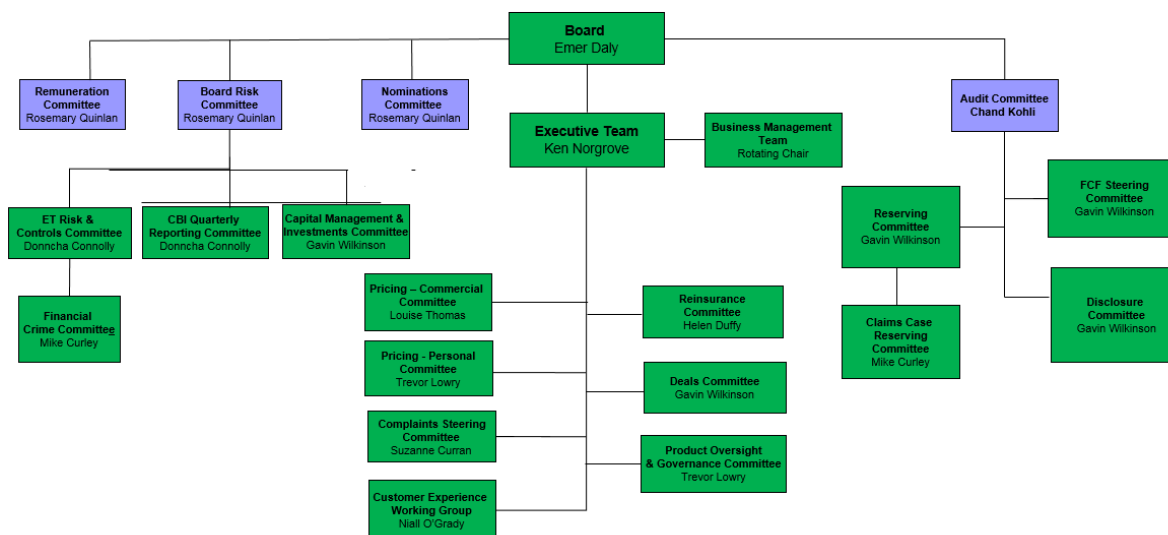 Board
Emer Daly
Remuneration
Committee
Rosemary Quinlan
Board Risk
Committee
Rosemary Quinlan
Nominations
Committee
Rosemary Quinlan
Audit Committee
Chand Kohli
Executive Team
Ken Norgrove
Business Management
Team
Rotating Chair
ET Risk &
Controls Committee
Donncha Connolly
CBI Quarterly
Reporting Committee
Donncha Connolly
Capital Management &
Investments Committee
Gavin Wilkinson
Reserving
Committee
Gavin Wilkinson
FCF Steering
Committee
Gavin Wilkinson
Financial
Crime Committee
Mike Curley
Pricing – Commercial
Committee
Louise Thomas
Reinsurance
Committee
Helen Duffy
Claims Case
Reserving
Committee
Mike Curley
Disclosure
Committee
Gavin Wilkinson
Pricing - Personal
Committee
Trevor Lowry
Deals Committee
Gavin Wilkinson
Complaints Steering
Committee
Suzanne Curran
Product Oversight
& Governance Committee
Trevor Lowry
Customer Experience
Working Group
Niall O'Grady